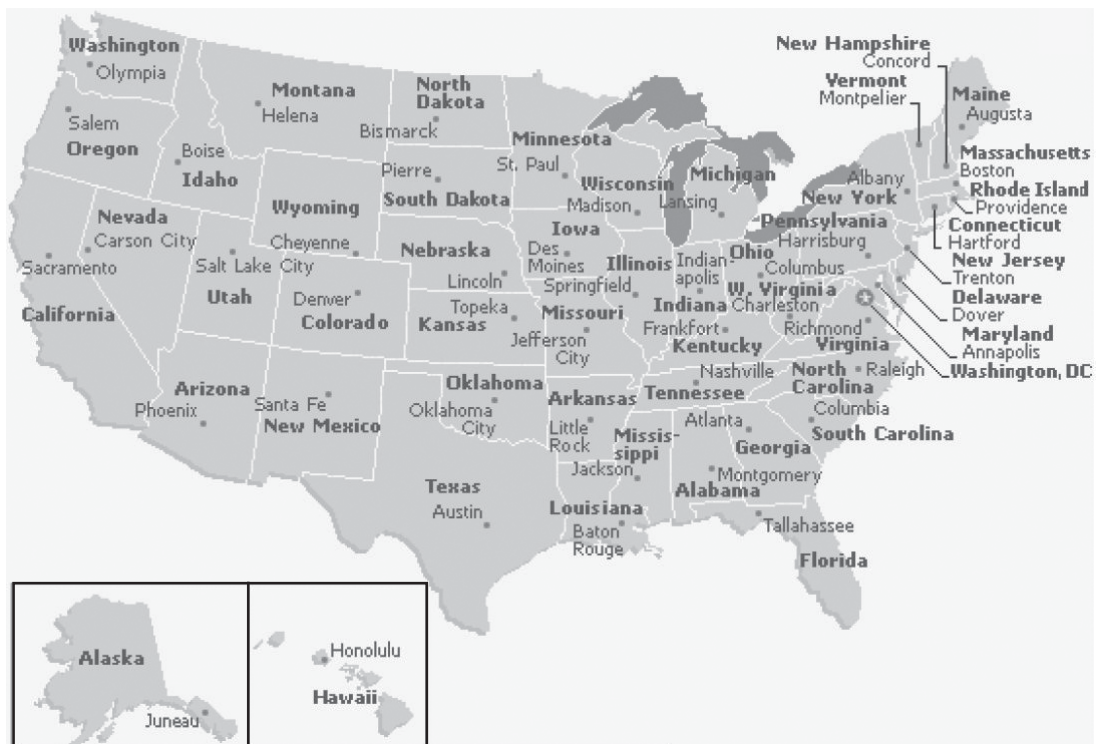 Washington
Olympia
Salem
Oregon
Boise
Idaho
Montana
Helena
North
Dakota
Bismarck
Pierre
South Dakota
Minnesota
St. Paul
Wisconsin
Madison
Michigan
Lansing
New Hampshire
Concord
Vermont
Montpelier
Maine
Augusta
Massachusetts
Boston
Rhode Island
Providence
Connecticut
Hartford
New Jersey
Trenton
Delaware
Dover
Maryland
Annapolis
Washington, DC
Albany
New York
Pennsylvania
Harrisburg
Nevada
Carson City
Sacramento
California
Salt Lake City
Utah
Wyoming
Cheyenne
Denver
Colorado
Nebraska
Lincoln
Topeka
Kansas
Iowa
Des
Moines
Illinois
Springfield
Missouri
Jefferson
City
Indian-
apolis
Indiana
Ohio
Columbus
W. Virginia
Charleston
Richmond
Virginia
Frankfort
Kentucky
Nashville
Tennessee
North
Carolina
Raleigh
Columbia
South Carolina
Arizona
Phoenix
Santa Fe
New Mexico
Oklahoma
Oklahoma
City
Arkansas
Little
Rock
Missis-
sippi
Jackson
Atlanta
Georgia
Montgomery
Alabama
Texas
Austin
Louisiana
Baton
Rouge
Tallahassee
Florida
Alaska
Juneau
Honolulu
Hawaii